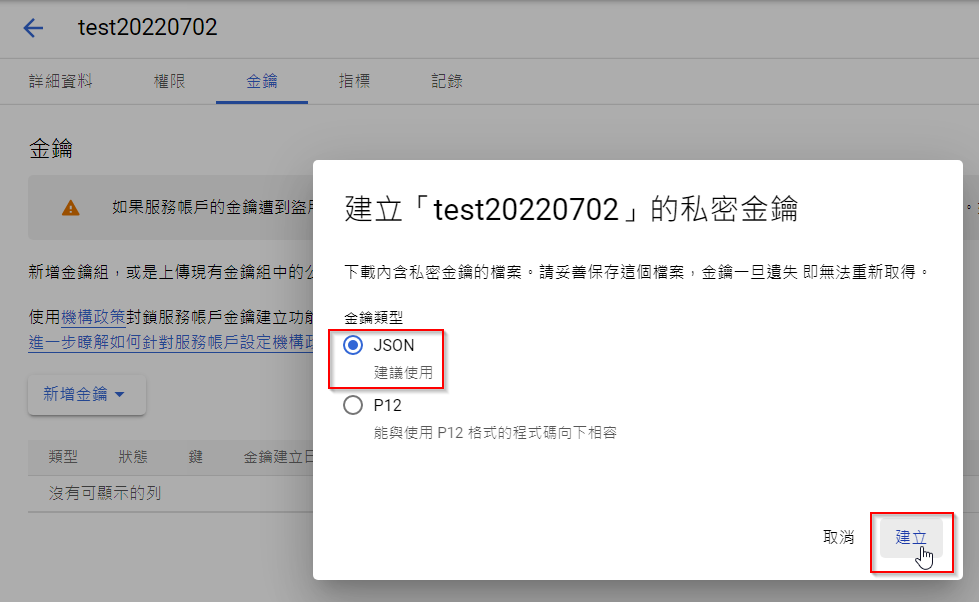 test20220702
詳細資料 權限 金鑰 指標 記錄
金鑰
如果服務帳戶的金鑰遭到盜用
新增金鑰組，或是上傳現有金鑰組中的公
使用機構政策封鎖服務帳戶金鑰建立功能
進一步瞭解如何針對服務帳戶設定機構政
新增金鑰
類型 狀態 鍵 金鑰建立日
沒有可顯示的列
建立「test20220702」的私密金鑰
下載內含私密金鑰的檔案。請妥善保存這個檔案，金鑰一旦遺失 即無法重新取得。
金鑰類型
JSON
建議使用
P12
能與使用 P12 格式的程式碼向下相容
取消 建立